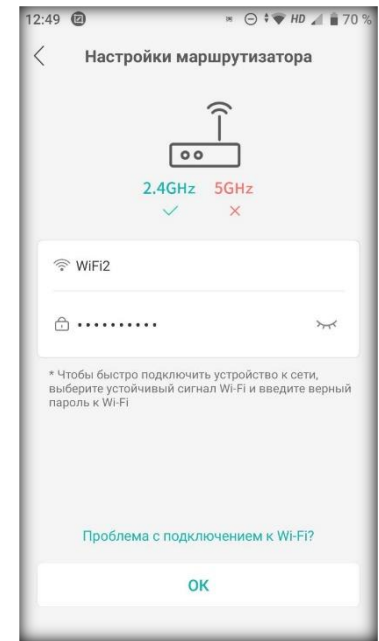 12:49 HD 70 %
Настройки маршрутизатора
2.4GHz 5GHz
WiFi2
••••••••••
* Чтобы быстро подключить устройство к сети,
выберите устойчивый сигнал Wi-Fi и введите верный
пароль к Wi-Fi
Проблема с подключением к Wi-Fi?
ОК